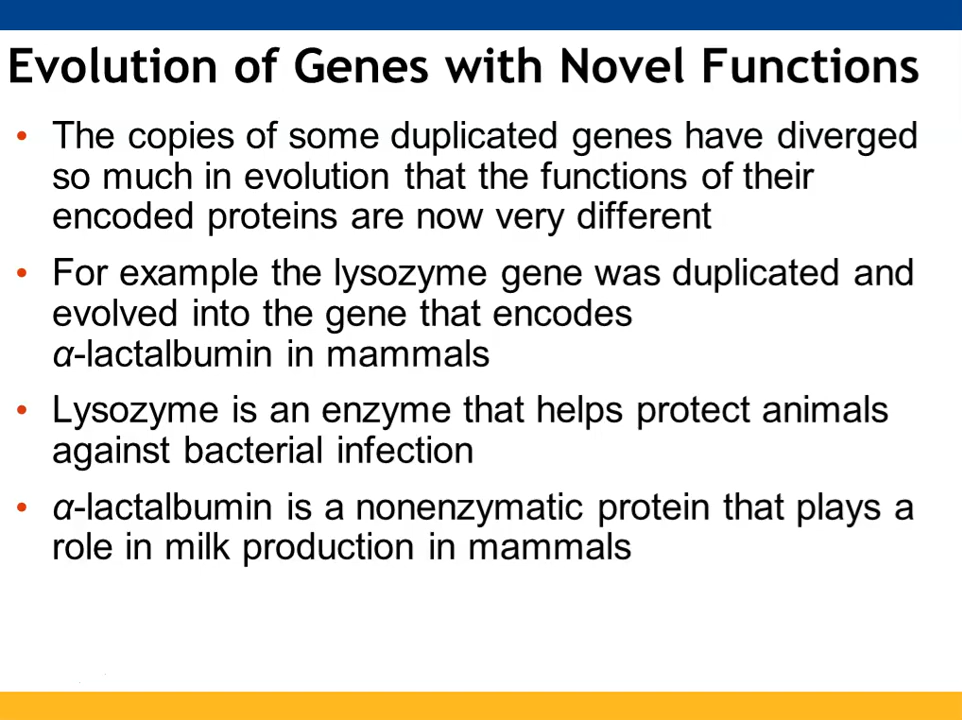 Evolution of Genes with Novel Functions
• The copies of some duplicated genes have diverged
so much in evolution that the functions of their
encoded proteins are now very different
• For example the lysozyme gene was duplicated and
evolved into the gene that encodes
α-lactalbumin in mammals
• Lysozyme is an enzyme that helps protect animals
against bacterial infection
• α-lactalbumin is a nonenzymatic protein that plays a
role in milk production in mammals